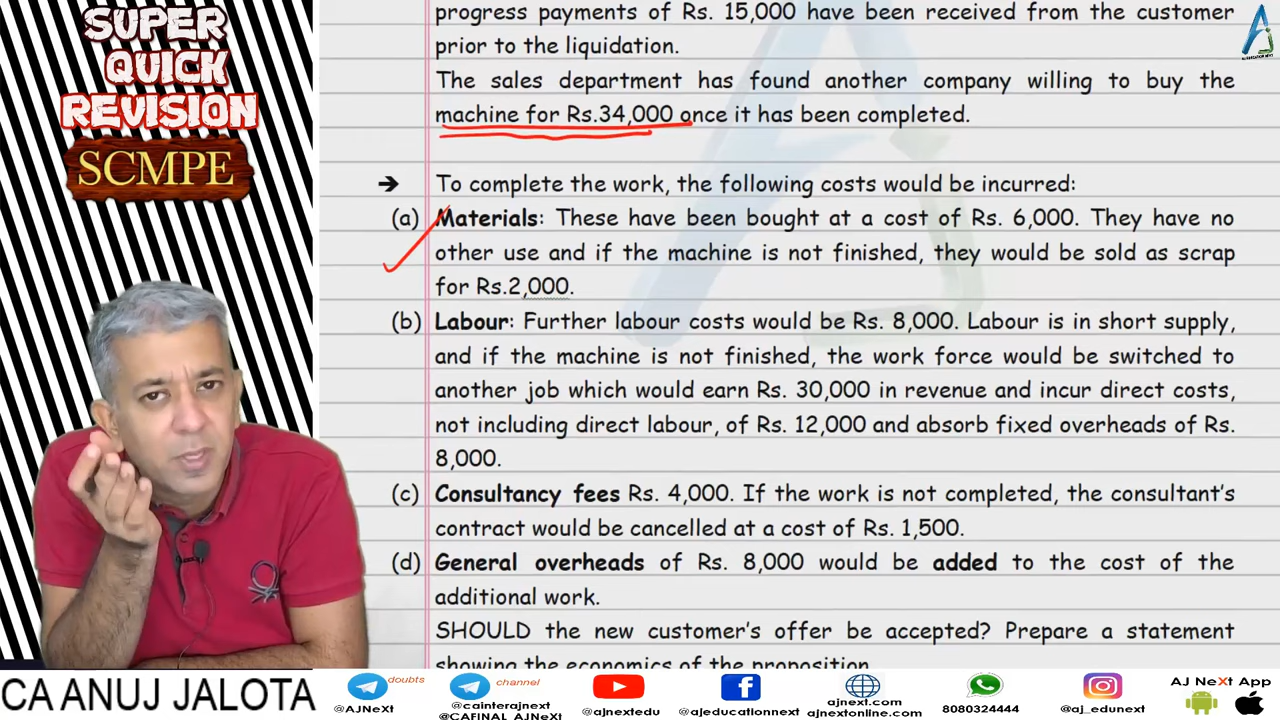 SUPER
QUICK
REVISION
SCMPE
progress payments of Rs. 15,000 have been received from the customer
prior to the liquidation.
The sales department has found another company willing to buy the
machine for Rs.34,000 once it has been completed.
➔ To complete the work, the following costs would be incurred:
(a) Materials: These have been bought at a cost of Rs. 6,000. They have no
other use and if the machine is not finished, they would be sold as scrap
for Rs.2,000.
(b) Labour: Further labour costs would be Rs. 8,000. Labour is in short supply,
and if the machine is not finished, the work force would be switched to
another job which would earn Rs. 30,000 in revenue and incur direct costs,
not including direct labour, of Rs. 12,000 and absorb fixed overheads of Rs.
8,000.
(c) Consultancy fees Rs. 4,000. If the work is not completed, the consultant's
contract would be cancelled at a cost of Rs. 1,500.
(d) General overheads of Rs. 8,000 would be added to the cost of the
additional work.
SHOULD the new customer's offer be accepted? Prepare a statement
showing the economics of the proposition
CA ANUJ JALOTA
doubts
@AJNeXt
channel
@cainterajnext
@CAFINAL_AJNeXt
@ajnextedu
@ajeducationnext
ajnext.com
ajnextonline.com
8080324444
@aj_edunext
AJ NeXt App